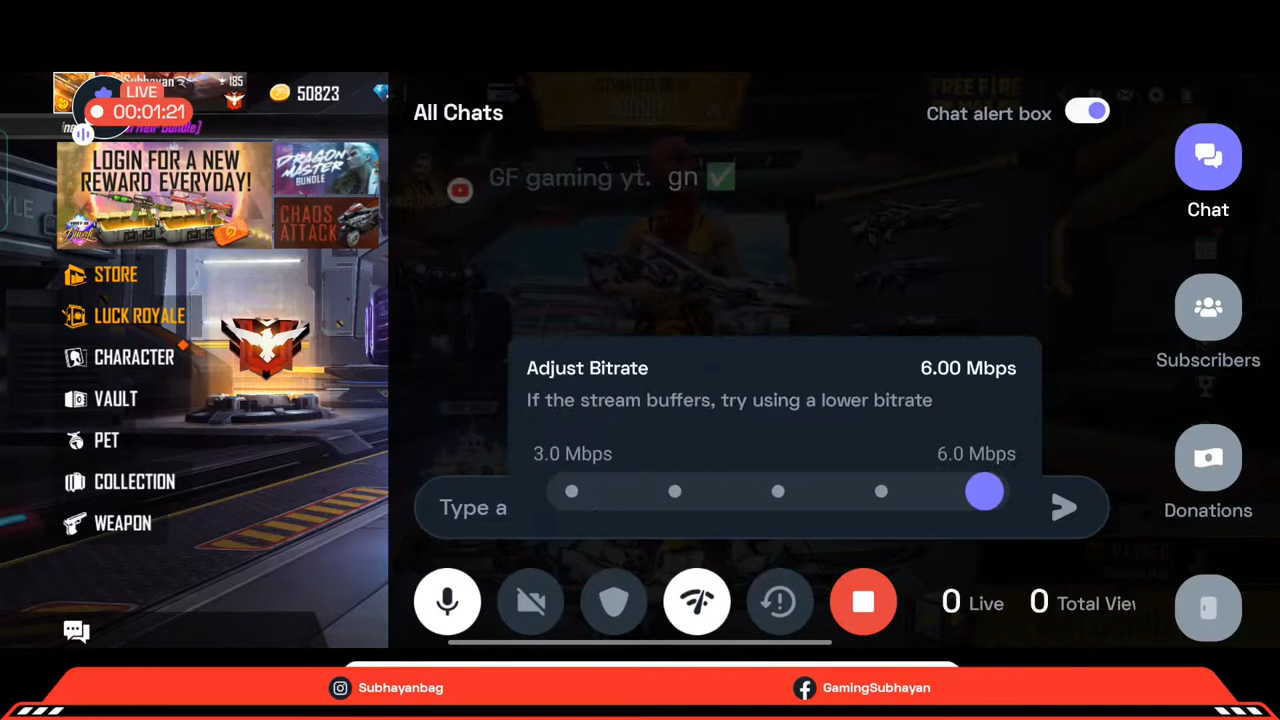 Subhayan
+185
LIVE
00:01:21
50823
LOGIN FOR A NEW
REWARD EVERYDAY!
DRAGON
MASTER
BUNDLE
CHAOS
ATTACK
STORE
LUCK ROYALE
CHARACTER
VAULT
PET
COLLECTION
WEAPON
All Chats
Chat alert box
GF gaming yt. gn ✅
Adjust Bitrate
6.00 Mbps
If the stream buffers, try using a lower bitrate
3.0 Mbps
6.0 Mbps
Type a
Chat
Subscribers
Donations
0 Live
0 Total Vie
Subhayanbag
GamingSubhayan